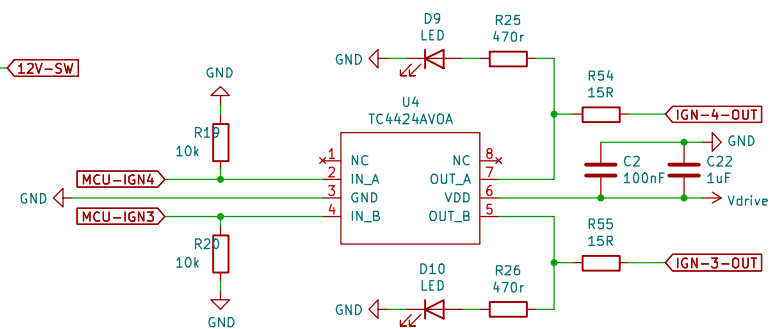 D9
LED
R25
470r
GND
12V-SW
GND
U4
TC4424AVOA
R54
15R
IGN-4-OUT
R19
10k
1
NC
NC
8
GND
MCU-IGN4
2
IN_A
OUT_A
7
C2
100nF
C22
1uF
GND
3
GND
VDD
6
Vdrive
MCU-IGN3
4
IN_B
OUT_B
5
R55
15R
R20
10k
IGN-3-OUT
D10
LED
R26
470r
GND
GND